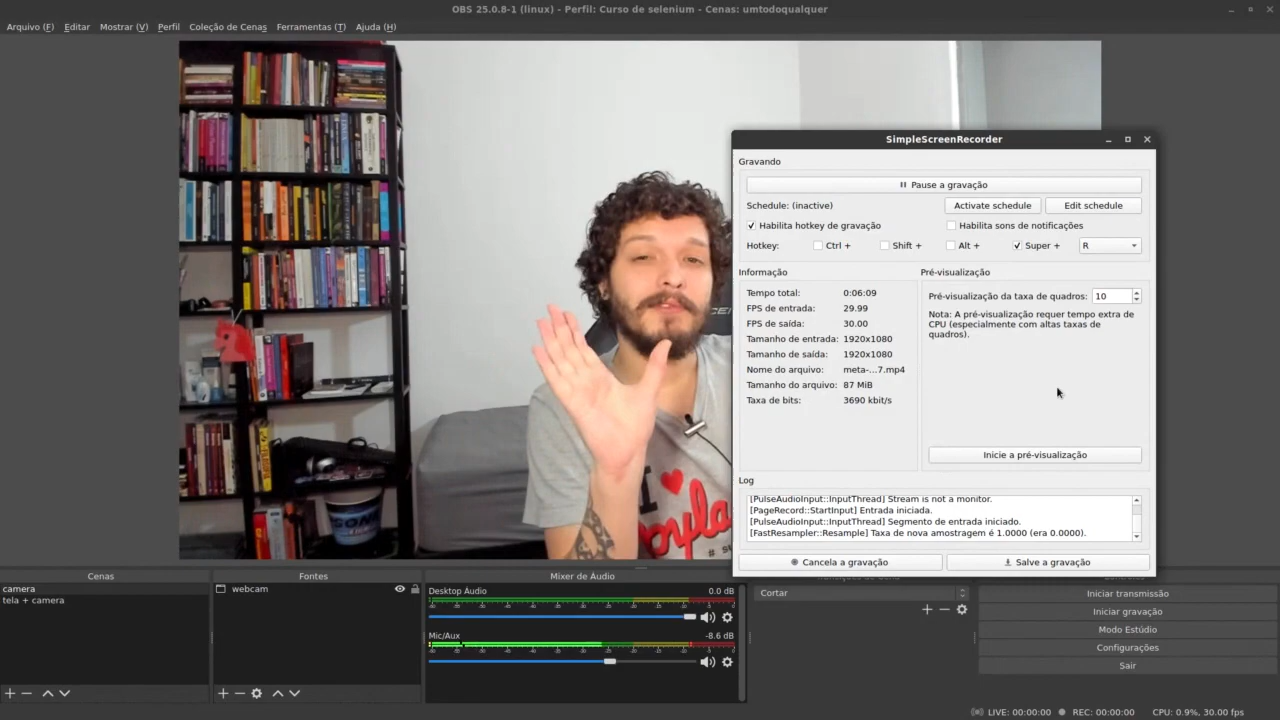 OBS 25.0.8-1 (linux) - Perfil: Curso de selenium - Cenas: umtodoqualquer
Arquivo (F) Editar Mostrar (V) Perfil Coleção de Cenas Ferramentas (T) Ajuda (H)
SimpleScreenRecorder
Gravando
Pause a gravação
Schedule: (inactive) Activate schedule Edit schedule
Habilita hotkey de gravação Habilita sons de notificações
Hotkey: Ctrl + Shift + Alt + Super + R
Informação
Tempo total: 0:06:09
FPS de entrada: 29.99
FPS de saída: 30.00
Tamanho de entrada: 1920x1080
Tamanho de saída: 1920x1080
Nome do arquivo: meta-...7.mp4
Tamanho do arquivo: 87 MiB
Taxa de bits: 3690 kbit/s
Pré-visualização
Pré-visualização da taxa de quadros: 10
Nota: A pré-visualização requer tempo extra de
CPU (especialmente com altas taxas de
quadros).
Inicie a pré-visualização
Log
[PulseAudioInput::InputThread] Stream is not a monitor.
[PageRecord::StartInput] Entrada iniciada.
[PulseAudioInput::InputThread] Segmento de entrada iniciado.
[FastResampler::Resample] Taxa de nova amostragem é 1.0000 (era 0.0000).
Cancela a gravação Salve a gravação
Cenas
camera
tela + camera
Fontes
webcam
Mixer de Áudio
Desktop Audio 0.0 dB
Mic/Aux -8.6 dB
Cortar
Iniciar transmissão
Iniciar gravação
Modo Estúdio
Configurações
Sair
LIVE: 00:00:00 REC: 00:00:00 CPU: 0.9%, 30.00 fps